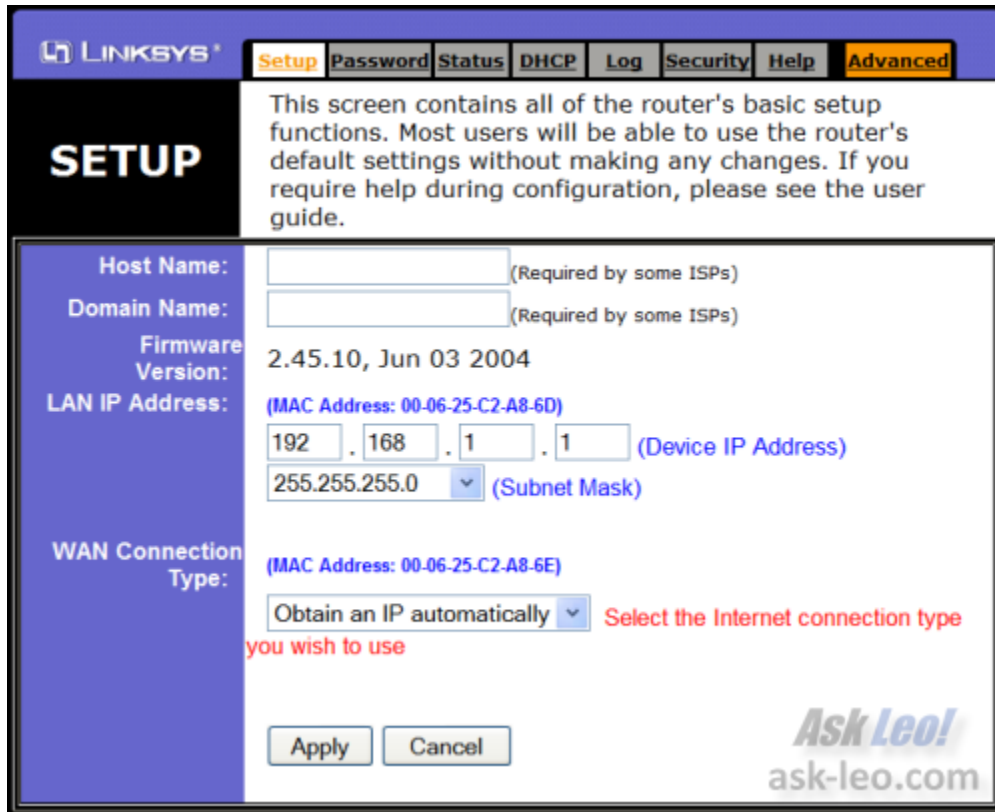 LINKSYS®
Setup Password Status DHCP Log Security Help Advanced
SETUP
This screen contains all of the router's basic setup
functions. Most users will be able to use the router's
default settings without making any changes. If you
require help during configuration, please see the user
guide.
Host Name: (Required by some ISPs)
Domain Name: (Required by some ISPs)
Firmware
Version:
2.45.10, Jun 03 2004
LAN IP Address: (MAC Address: 00-06-25-C2-A8-6D)
192 . 168 . 1 . 1 (Device IP Address)
255.255.255.0 (Subnet Mask)
WAN Connection
Type:
(MAC Address: 00-06-25-C2-A8-6E)
Obtain an IP automatically Select the Internet connection type
you wish to use
Apply Cancel
Ask Leo!
ask-leo.com